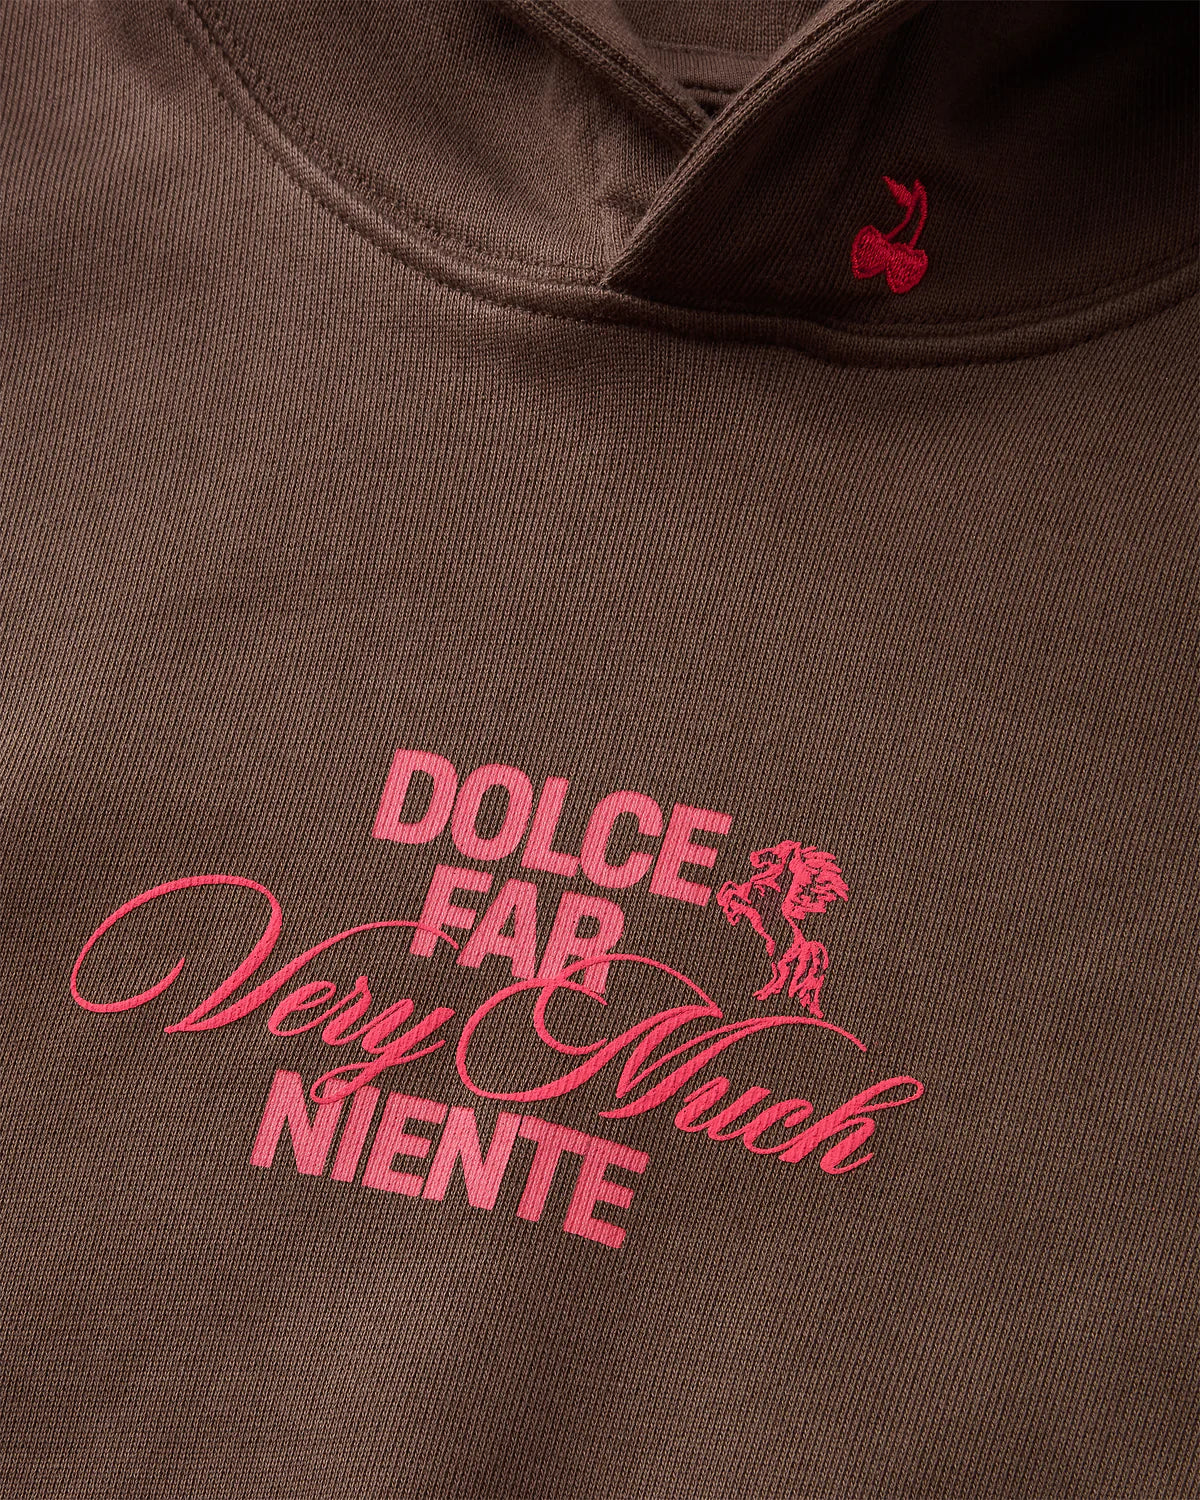 DOLCE
FAR
Very Much
NIENTE